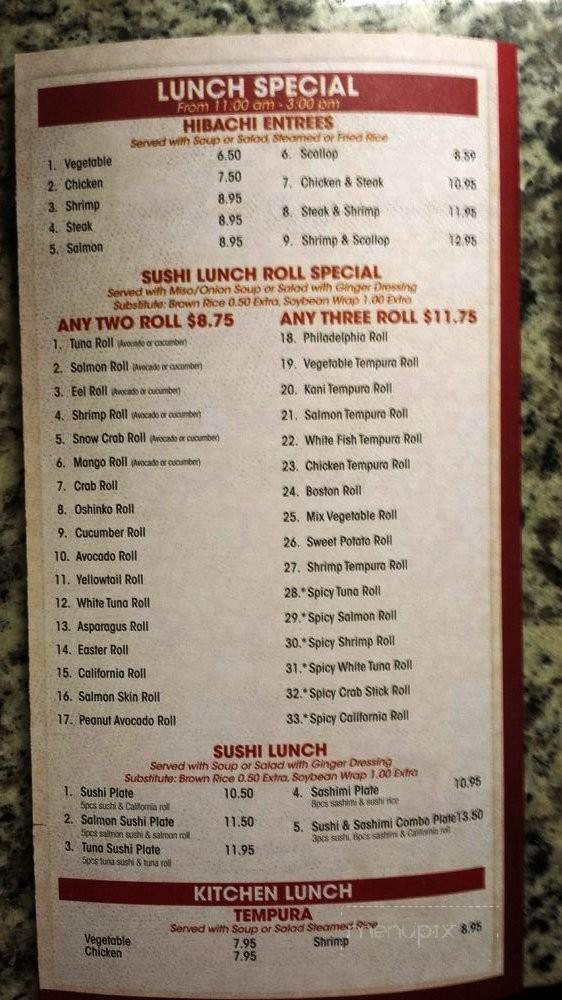 LUNCH SPECIAL
From 11:00 am - 3:00 pm
HIBACHI ENTREES
Served with Soup or Salad, Steamed or Fried Rice
1. Vegetable 6.50
2. Chicken 7.50
3. Shrimp 8.95
4. Steak 8.95
5. Salmon 8.95
6. Scallop 8.59
7. Chicken & Steak 10.95
8. Steak & Shrimp 11.95
9. Shrimp & Scallop 12.95
SUSHI LUNCH ROLL SPECIAL
Served with Miso/Onion Soup or Salad with Ginger Dressing
Substitute: Brown Rice 0.50 Extra, Soybean Wrap 1.00 Extra
ANY TWO ROLL $8.75
ANY THREE ROLL $11.75
1. Tuna Roll (Avocado or cucumber)
2. Salmon Roll (Avocado or cucumber)
3. Eel Roll (Avocado or cucumber)
4. Shrimp Roll (Avocado or cucumber)
5. Snow Crab Roll (Avocado or cucumber)
6. Mango Roll (Avocado or cucumber)
7. Crab Roll
8. Oshinko Roll
9. Cucumber Roll
10. Avocado Roll
11. Yellowtail Roll
12. White Tuna Roll
13. Asparagus Roll
14. Easter Roll
15. California Roll
16. Salmon Skin Roll
17. Peanut Avocado Roll
18. Philadelphia Roll
19. Vegetable Tempura Roll
20. Kani Tempura Roll
21. Salmon Tempura Roll
22. White Fish Tempura Roll
23. Chicken Tempura Roll
24. Boston Roll
25. Mix Vegetable Roll
26. Sweet Potato Roll
27. Shrimp Tempura Roll
28.* Spicy Tuna Roll
29.* Spicy Salmon Roll
30.* Spicy Shrimp Roll
31.* Spicy White Tuna Roll
32.* Spicy Crab Stick Roll
33.* Spicy California Roll
SUSHI LUNCH
Served with Soup or Salad with Ginger Dressing
Substitute: Brown Rice 0.50 Extra, Soybean Wrap 1.00 Extra
1. Sushi Plate 10.50
5pcs sushi & California roll
2. Salmon Sushi Plate 11.50
5pcs salmon sushi & salmon roll
3. Tuna Sushi Plate 11.95
5pcs tuna sushi & tuna roll
4. Sashimi Plate 10.95
8pcs sashimi & sushi rice
5. Sushi & Sashimi Combo Plate 13.50
3pcs sushi, 6pcs sashimi & California roll
KITCHEN LUNCH
TEMPURA
Served with Soup or Salad Steamed Rice
Vegetable 7.95
Chicken 7.95
Shrimp 8.95
menupix